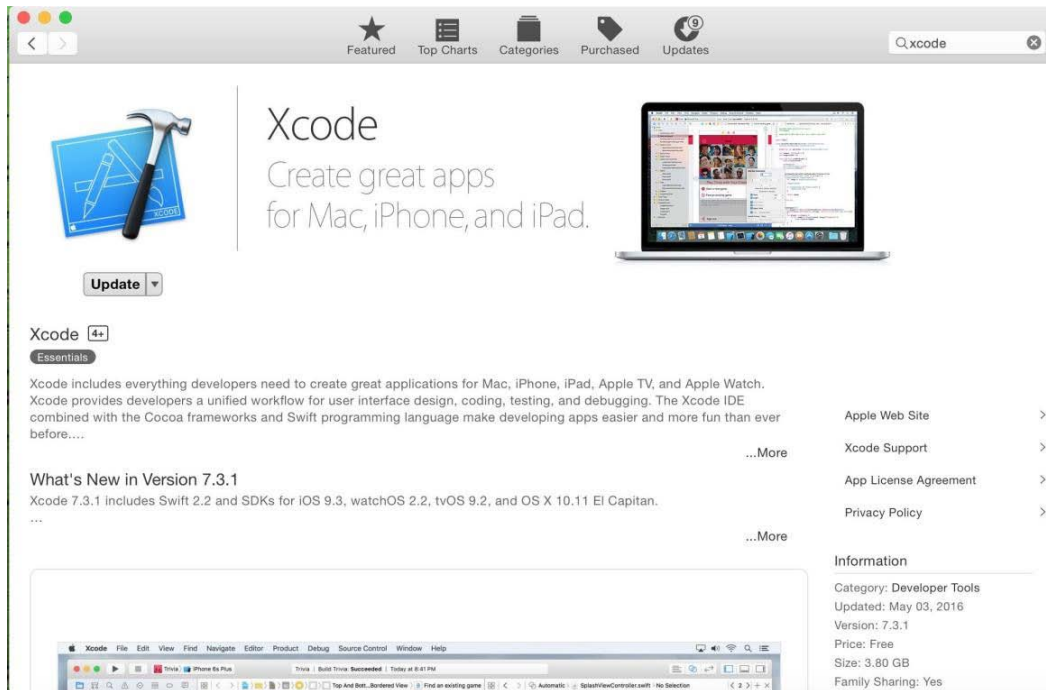 Featured
Top Charts
Categories
Purchased
9
Updates
xcode
XCODE
Xcode
Create great apps
for Mac, iPhone, and iPad.
Update
Xcode 4+
Essentials
Xcode includes everything developers need to create great applications for Mac, iPhone, iPad, Apple TV, and Apple Watch.
Xcode provides developers a unified workflow for user interface design, coding, testing, and debugging. The Xcode IDE
combined with the Cocoa frameworks and Swift programming language make developing apps easier and more fun than ever
before....
...More
What's New in Version 7.3.1
Xcode 7.3.1 includes Swift 2.2 and SDKs for iOS 9.3, watchOS 2.2, tvOS 9.2, and OS X 10.11 El Capitan.
...
...More
Apple Web Site
Xcode Support
App License Agreement
Privacy Policy
Information
Category: Developer Tools
Updated: May 03, 2016
Version: 7.3.1
Price: Free
Size: 3.80 GB
Family Sharing: Yes
Xcode File Edit View Find Navigate Editor Product Debug Source Control Window Help
Trivia iPhone 6s Plus Trivia Build Trivia: Succeeded Today at 8:41 PM
Top And Bott...Bordered View Find an existing game Automatic SplashViewController.swift No Selection 2